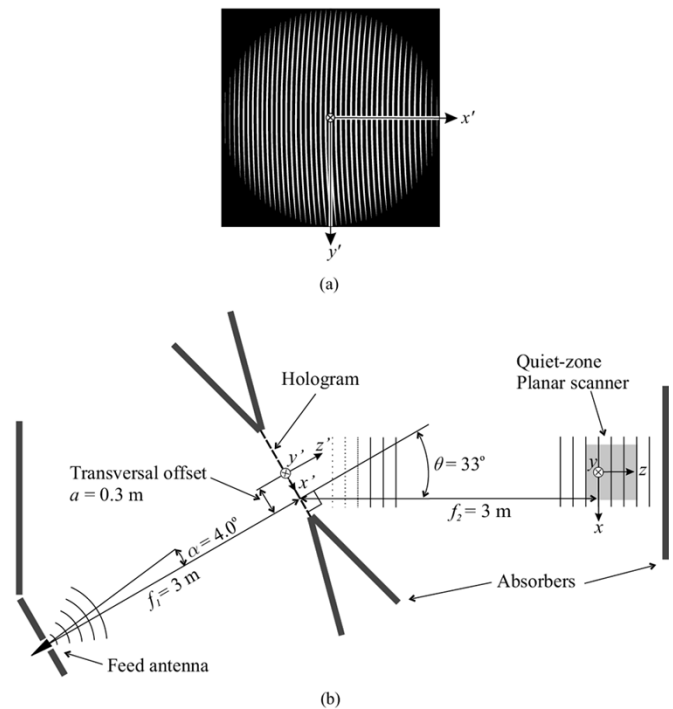 x'
y'
(a)
Quiet-zone
Planar scanner
Hologram
y'
z'
x'
Transversal offset
a = 0.3 m
θ = 33°
y
z
x
f₂ = 3 m
α = 4.0°
f₁ = 3 m
Absorbers
Feed antenna
(b)